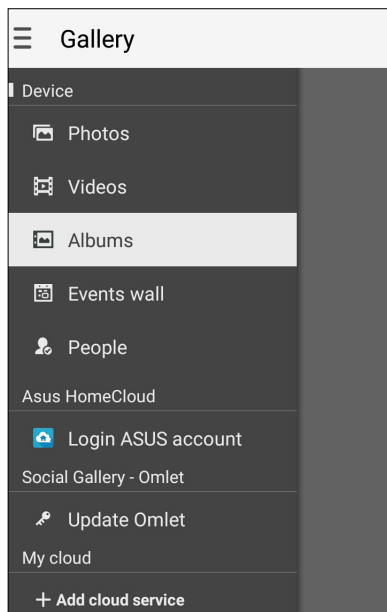 Gallery
Device
Photos
Videos
Albums
Events wall
People
Asus HomeCloud
Login ASUS account
Social Gallery - Omlet
Update Omlet
My cloud
+ Add cloud service